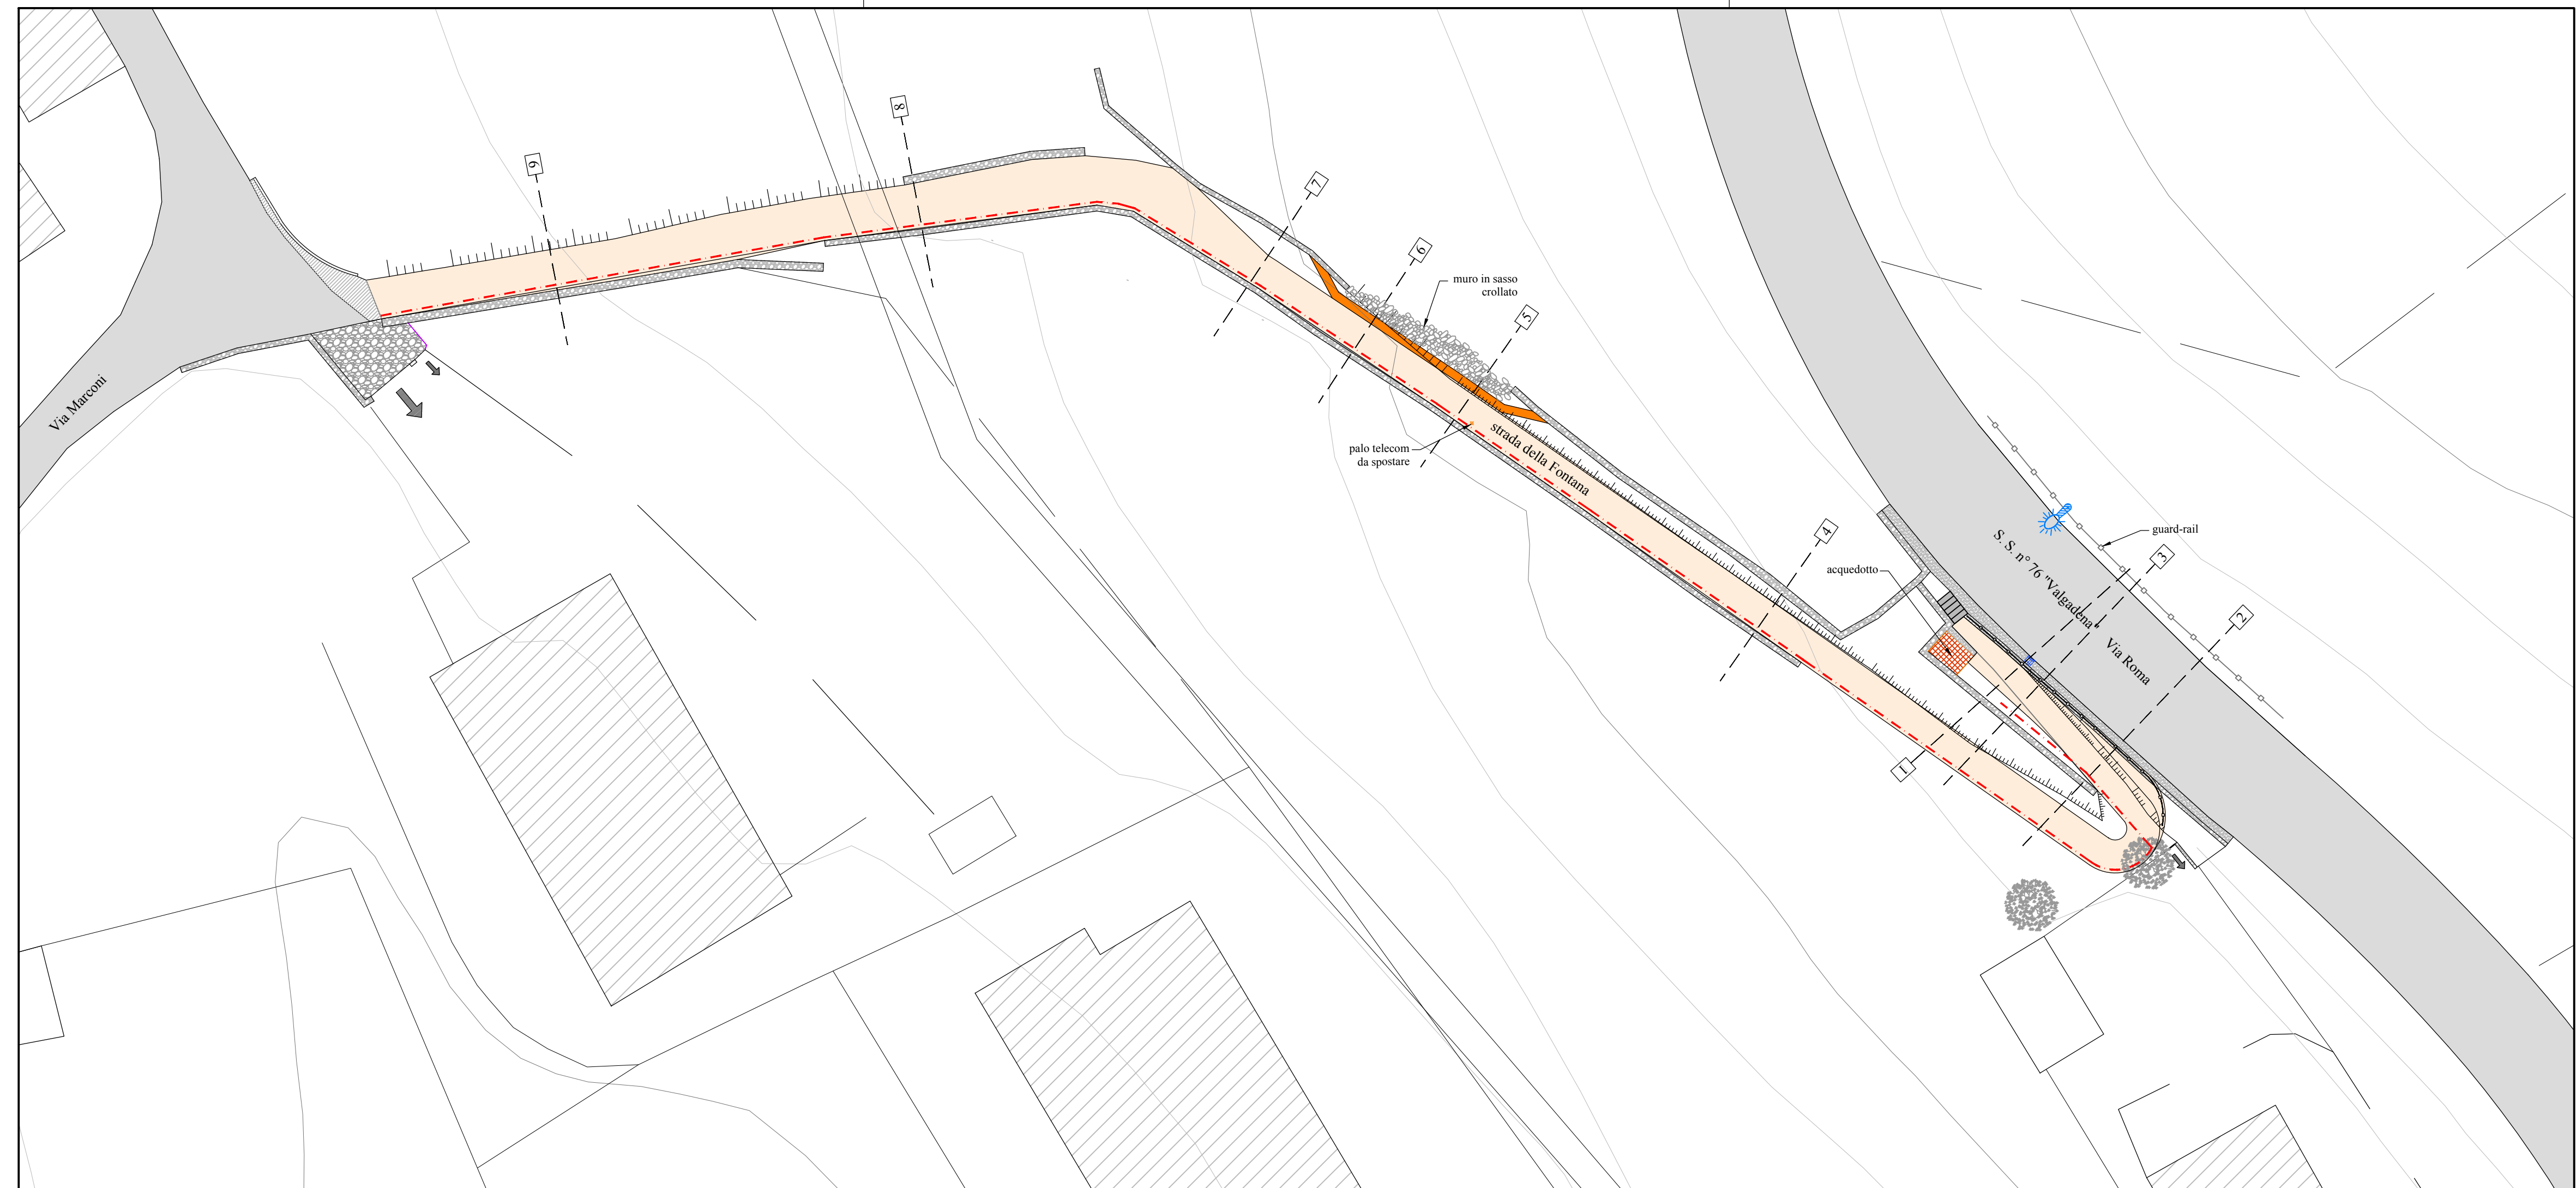 9
8
7
6
muro in sasso
crollato
5
palo telecom
da spostare
strada della Fontana
Via Marconi
4
acquedotto
S. S. n° 76 "Valgadena"
Via Roma
guard-rail
3
2
1